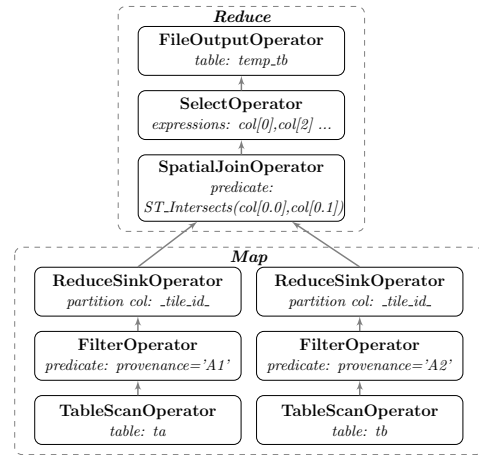 Reduce
FileOutputOperator
table: temp_tb
SelectOperator
expressions: col[0],col[2] ...
SpatialJoinOperator
predicate:
ST_Intersects(col[0.0],col[0.1])
Map
ReduceSinkOperator
partition col: _tile_id_
FilterOperator
predicate: provenance='A1'
TableScanOperator
table: ta
ReduceSinkOperator
partition col: _tile_id_
FilterOperator
predicate: provenance='A2'
TableScanOperator
table: tb